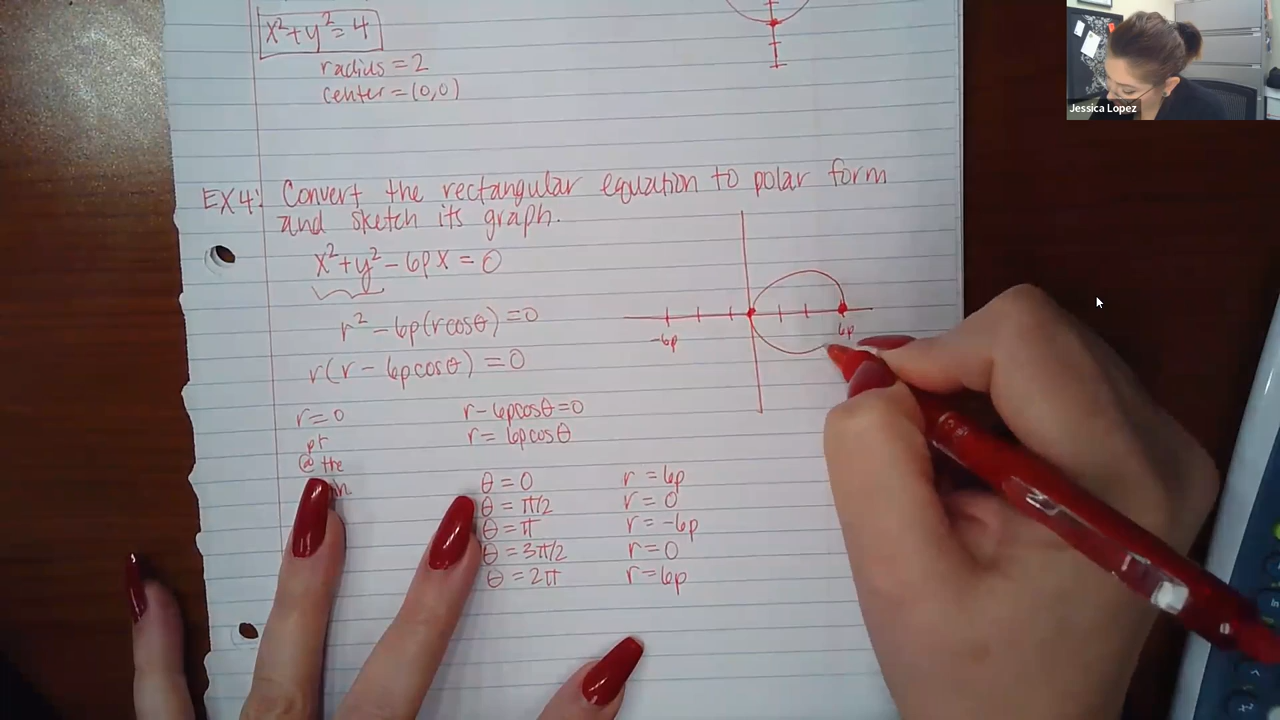 x²+y²=4
radius = 2
center = (0,0)
Jessica Lopez
EX4: Convert the rectangular equation to polar form
and sketch its graph.
x²+y²-6px = 0
r²-6p(rcosθ)=0
r(r-6pcosθ)=0
r=0
pt
@ the
r-6pcosθ=0
r=6pcosθ
θ=0 r=6p
θ=π/2 r=0
θ=π r=-6p
θ=3π/2 r=0
θ=2π r=6p
-6p 6p